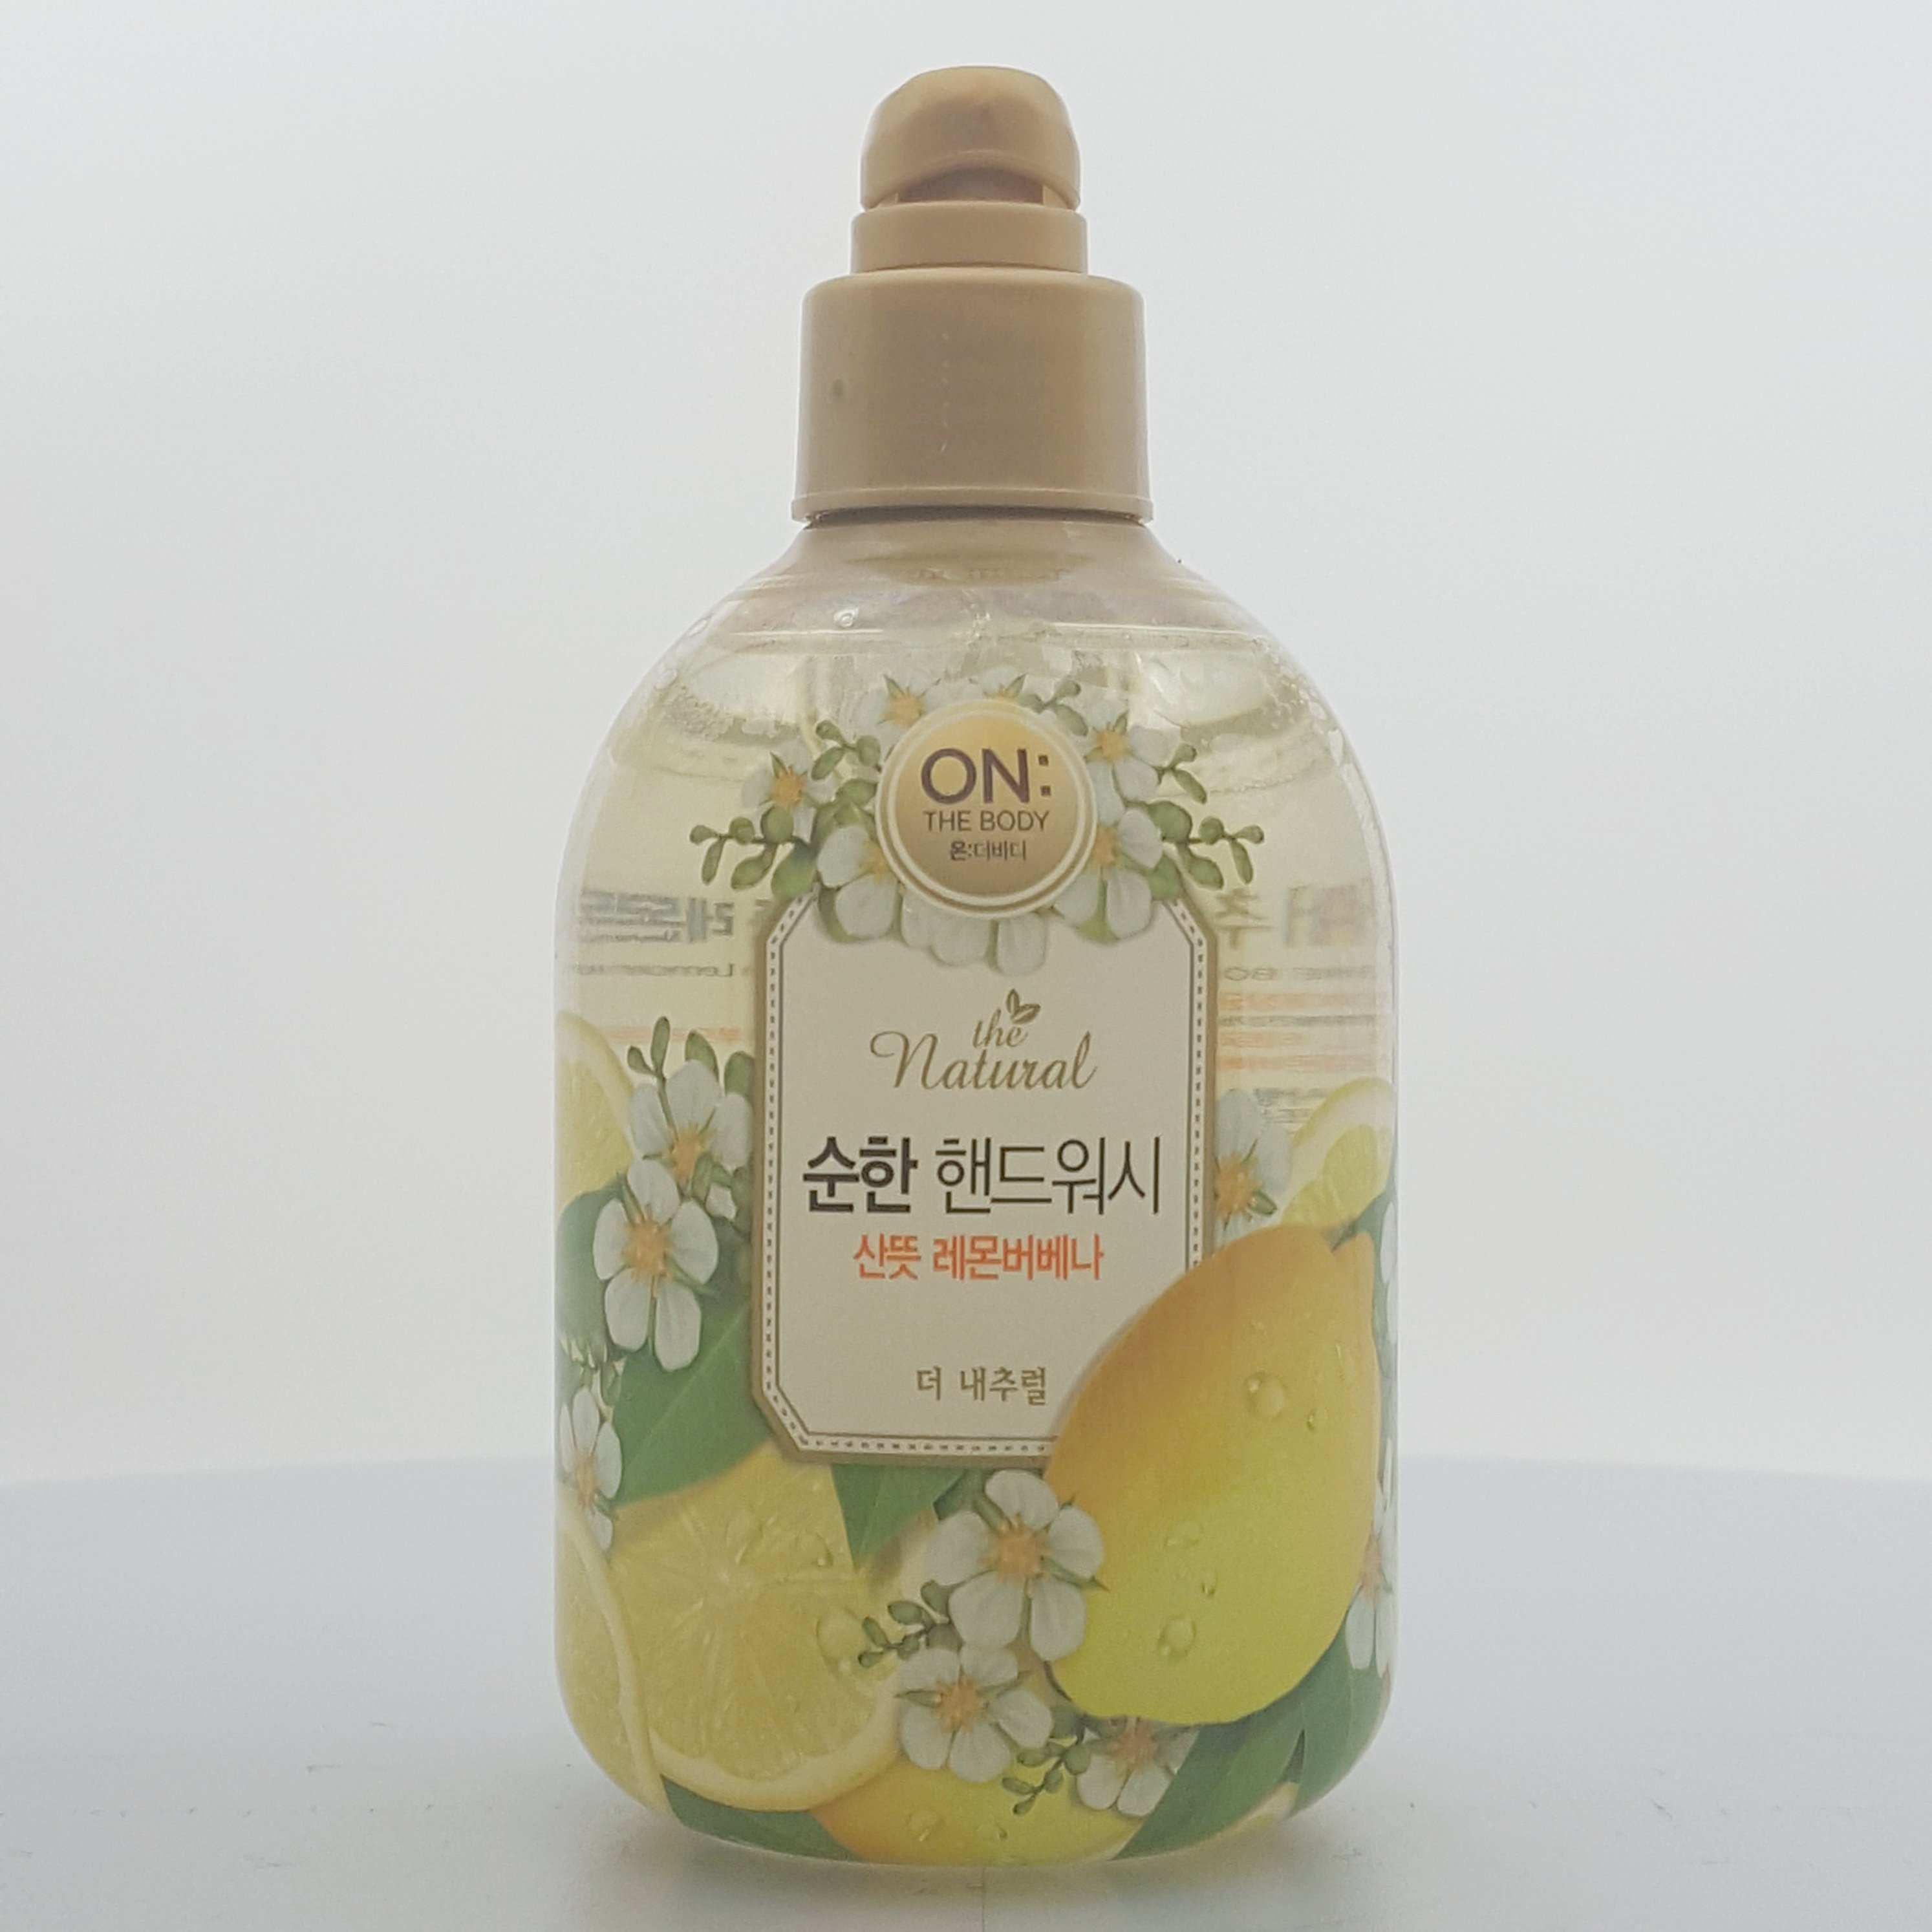 ON:
THE BODY
온:더바디
the
Natural
순한 핸드워시
산뜻 레몬버베나
더 내추럴